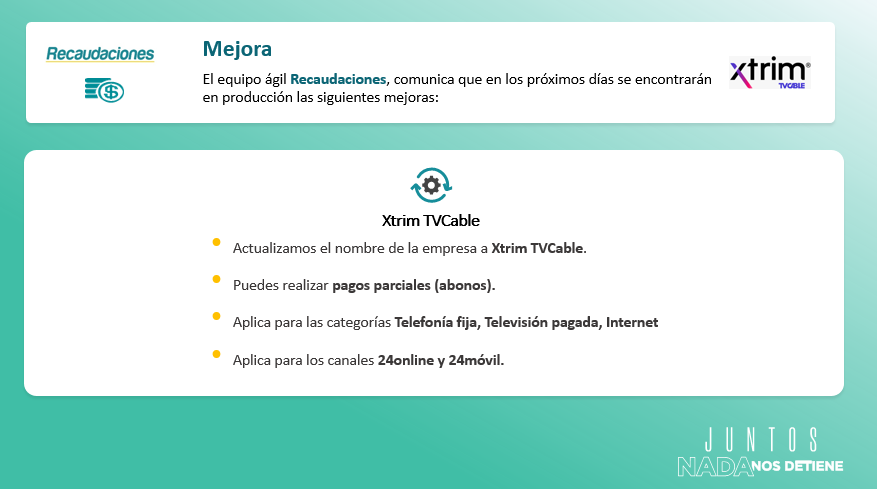 Recaudaciones
Mejora
El equipo ágil Recaudaciones, comunica que en los próximos días se encontrarán
en producción las siguientes mejoras:
xtrim®
TVCABLE
Xtrim TVCable
Actualizamos el nombre de la empresa a Xtrim TVCable.
Puedes realizar pagos parciales (abonos).
Aplica para las categorías Telefonía fija, Televisión pagada, Internet
Aplica para los canales 24online y 24móvil.
JUNTOS
NADA NOS DETIENE